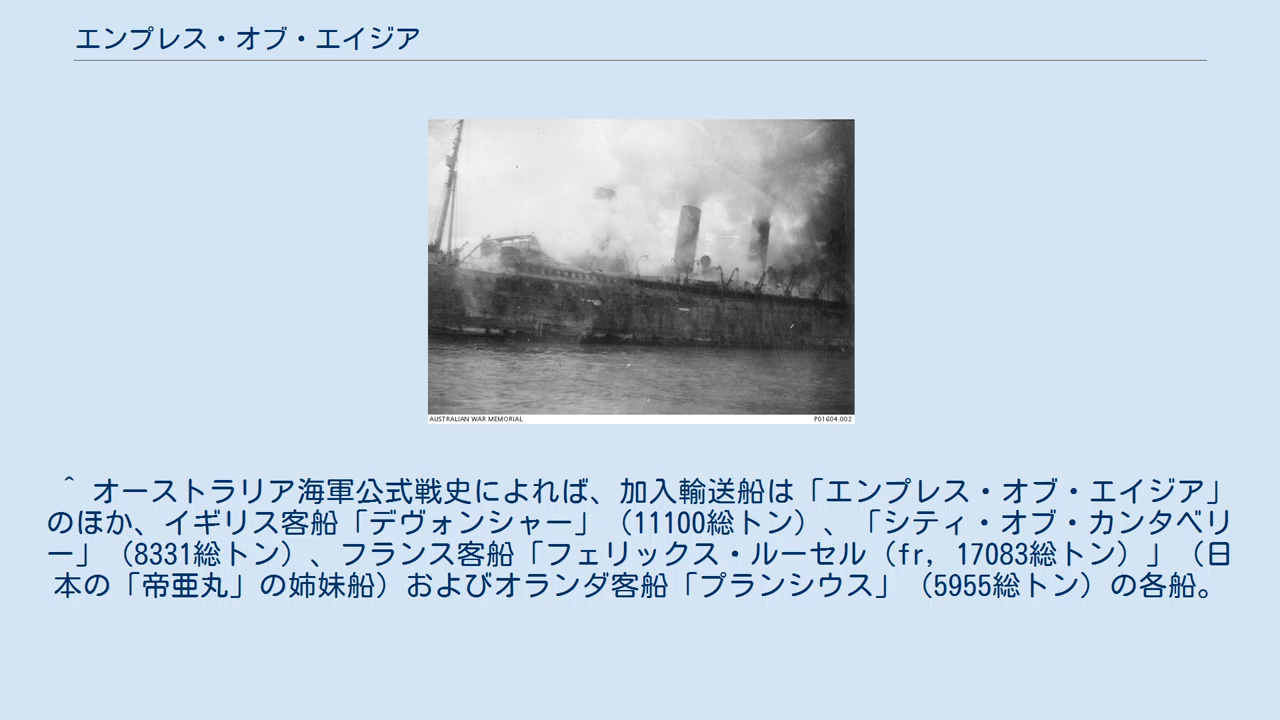 エンプレス・オブ・エイジア
AUSTRALIAN WAR MEMORIAL
P01604.002
^ オーストラリア海軍公式戦史によれば、加入輸送船は「エンプレス・オブ・エイジア」
のほか、イギリス客船「デヴォンシャー」（11100総トン）、「シティ・オブ・カンタベリ
ー」（8331総トン）、フランス客船「フェリックス・ルーセル（fr, 17083総トン）」（日
本の「帝亜丸」の姉妹船）およびオランダ客船「プランシウス」（5955総トン）の各船。